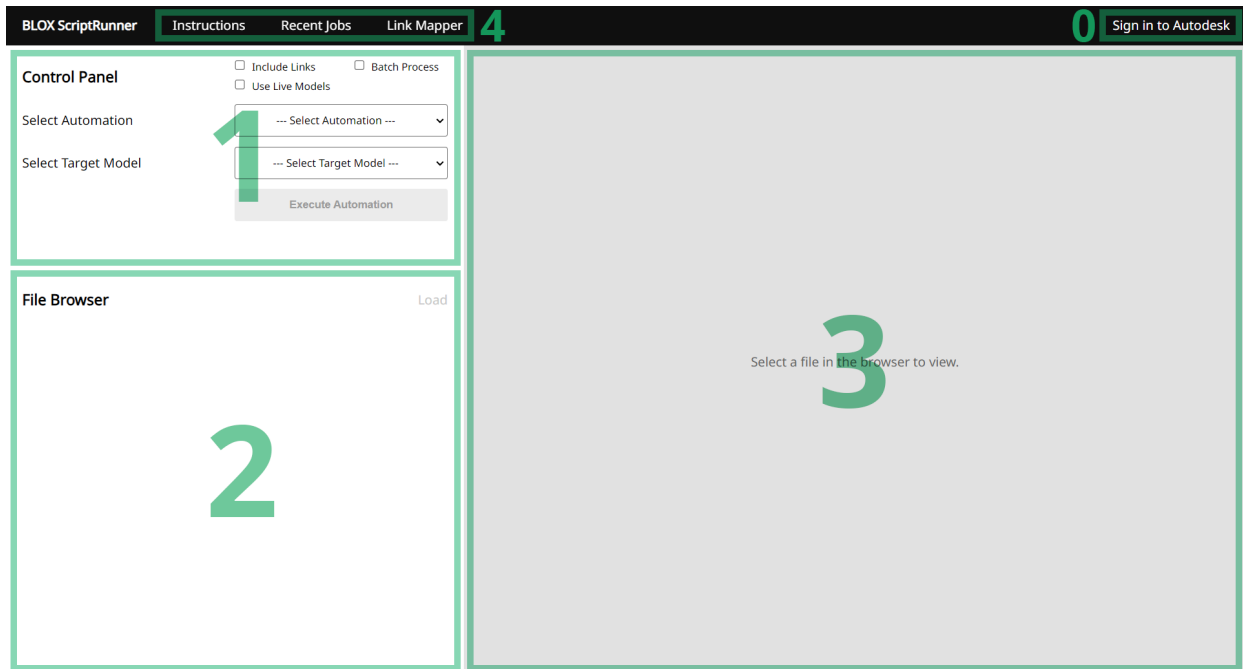 BLOX ScriptRunner Instructions Recent Jobs Link Mapper 4 0 Sign in to Autodesk
Control Panel
Include Links Batch Process
Use Live Models
Select Automation --- Select Automation ---
1
Select Target Model --- Select Target Model ---
Execute Automation
File Browser Load
2
Select a file in the browser to view.
3